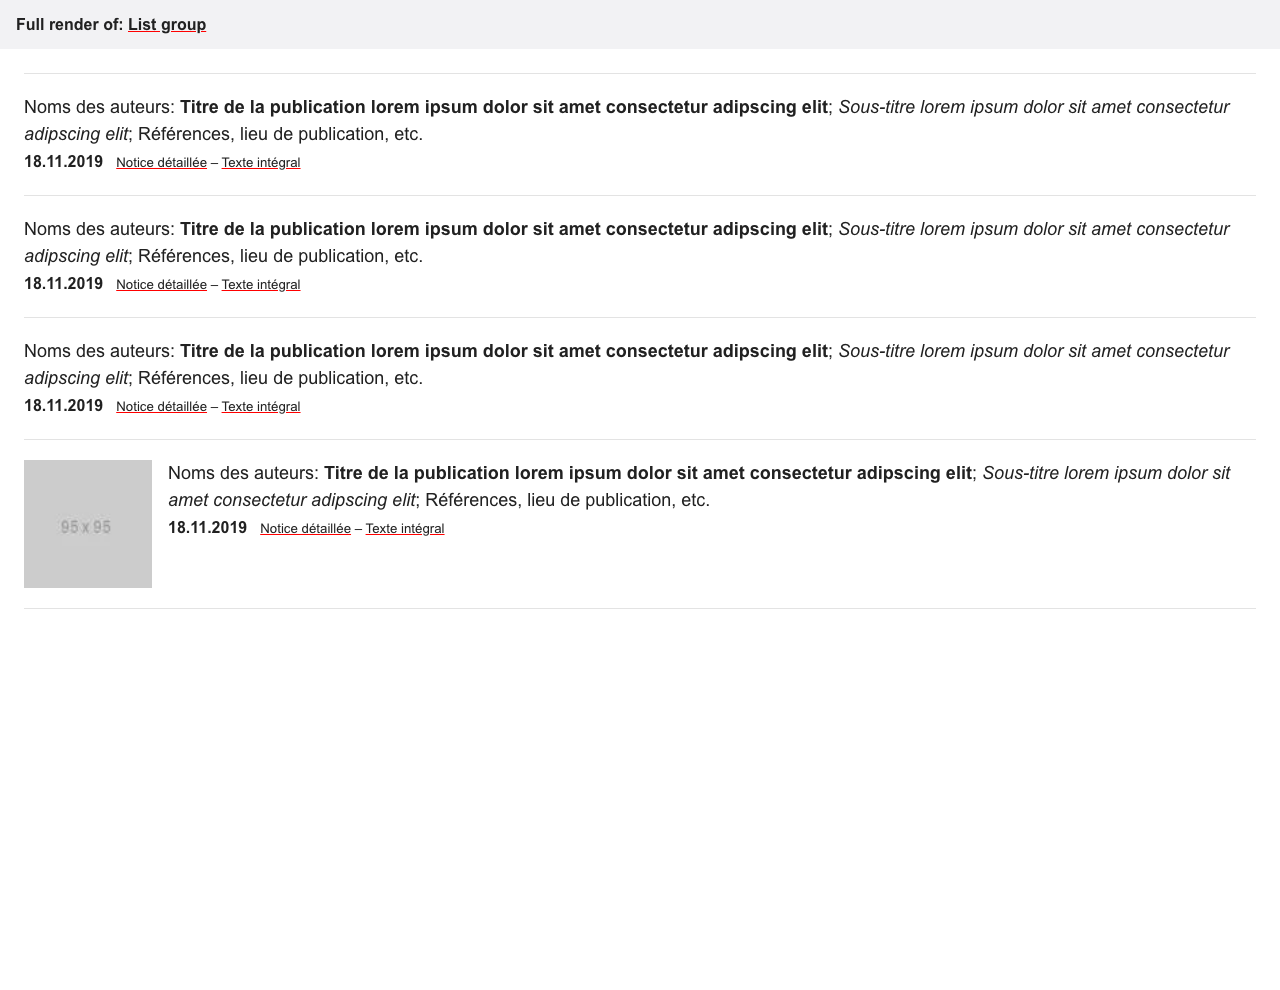 Full render of: List group
Noms des auteurs: Titre de la publication lorem ipsum dolor sit amet consectetur adipscing elit; Sous-titre lorem ipsum dolor sit amet consectetur
adipscing elit; Références, lieu de publication, etc.
18.11.2019 Notice détaillée – Texte intégral
Noms des auteurs: Titre de la publication lorem ipsum dolor sit amet consectetur adipscing elit; Sous-titre lorem ipsum dolor sit amet consectetur
adipscing elit; Références, lieu de publication, etc.
18.11.2019 Notice détaillée – Texte intégral
Noms des auteurs: Titre de la publication lorem ipsum dolor sit amet consectetur adipscing elit; Sous-titre lorem ipsum dolor sit amet consectetur
adipscing elit; Références, lieu de publication, etc.
18.11.2019 Notice détaillée – Texte intégral
95 x 95
Noms des auteurs: Titre de la publication lorem ipsum dolor sit amet consectetur adipscing elit; Sous-titre lorem ipsum dolor sit
amet consectetur adipscing elit; Références, lieu de publication, etc.
18.11.2019 Notice détaillée – Texte intégral